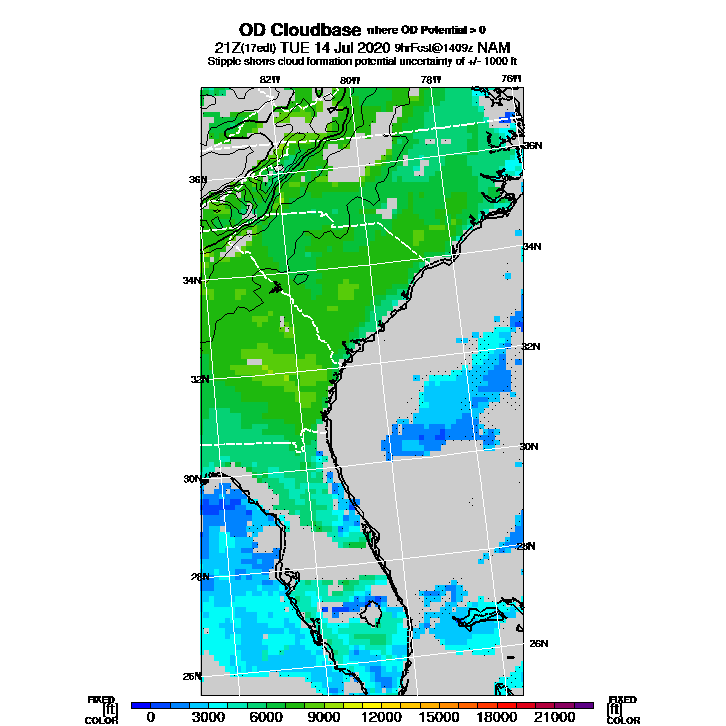 OD Cloudbase where OD Potential > 0
21Z(17edt) TUE 14 Jul 2020 9hrFcst@1409z NAM
Stipple shows cloud formation potential uncertainty of +/- 1000 ft
82W 80W 78W 76W
36N 36N
34N 34N
32N 32N
30N 30N
28N 28N
26N 26N
FIXED FIXED
[ft] [ft]
COLOR 0 3000 6000 9000 12000 15000 18000 21000 COLOR